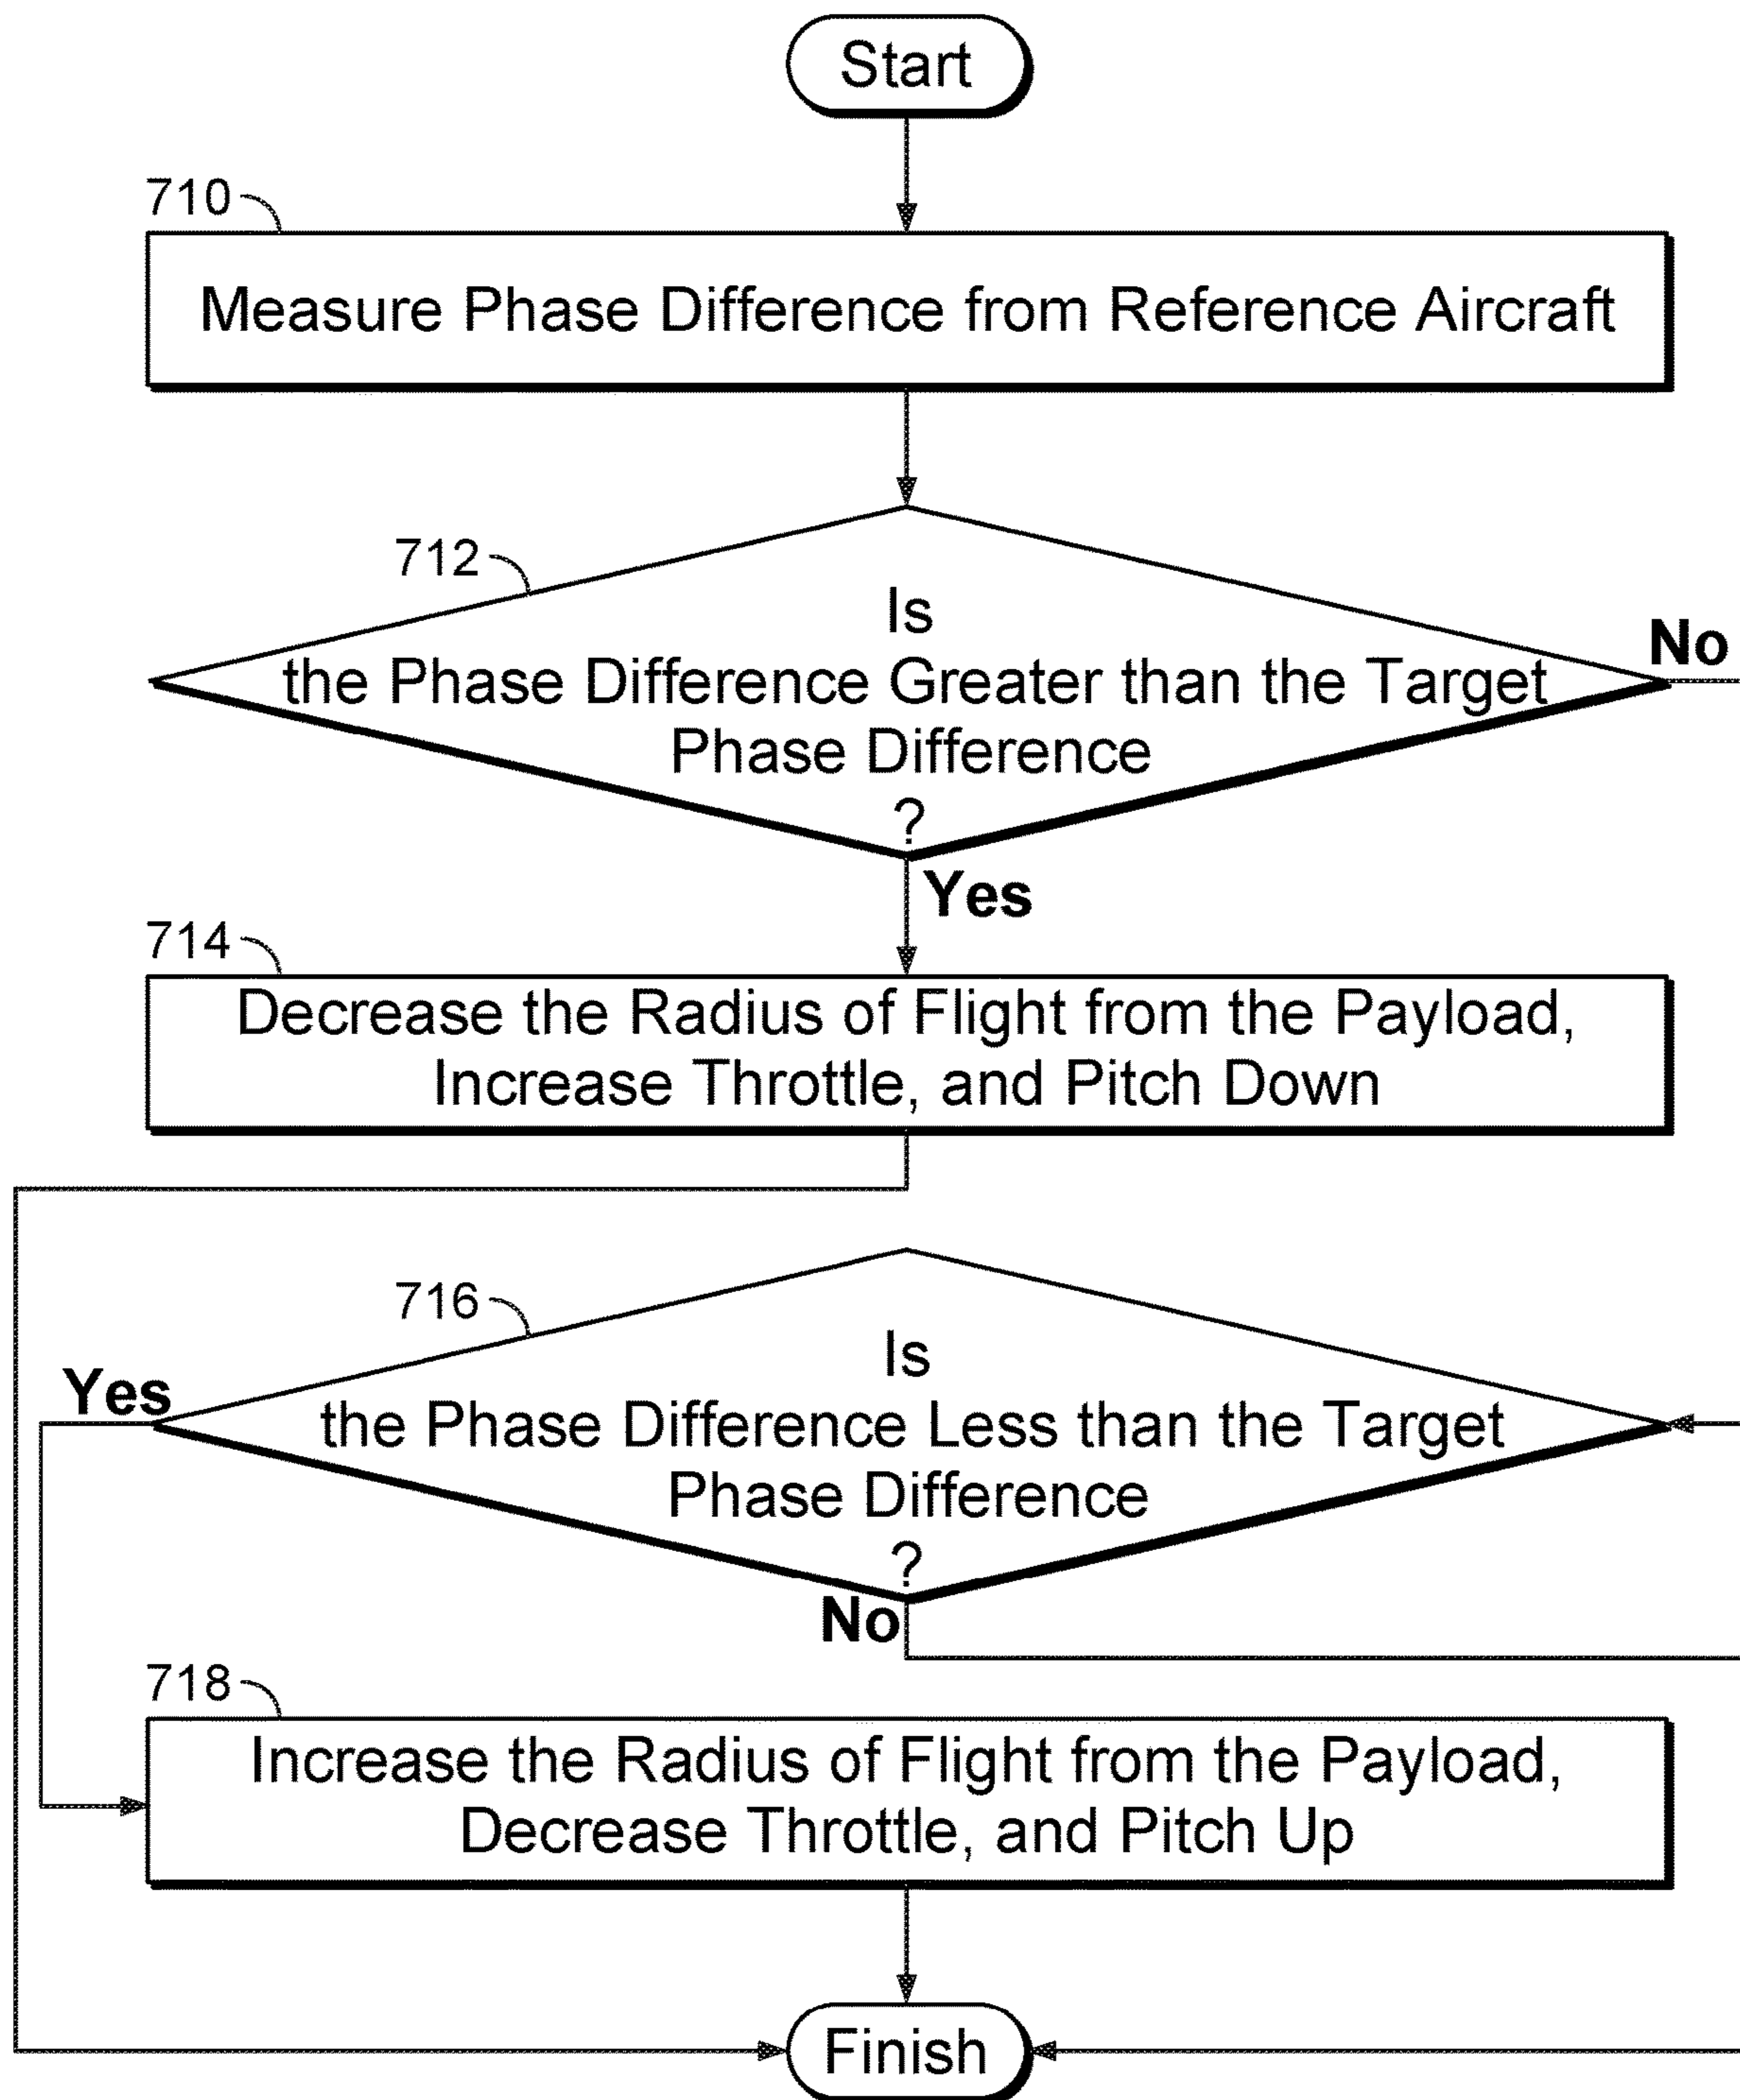 Start
710
Measure Phase Difference from Reference Aircraft
712
Is
the Phase Difference Greater than the Target
Phase Difference
?
No
Yes
714
Decrease the Radius of Flight from the Payload,
Increase Throttle, and Pitch Down
716
Is
the Phase Difference Less than the Target
Phase Difference
?
Yes
No
718
Increase the Radius of Flight from the Payload,
Decrease Throttle, and Pitch Up
Finish